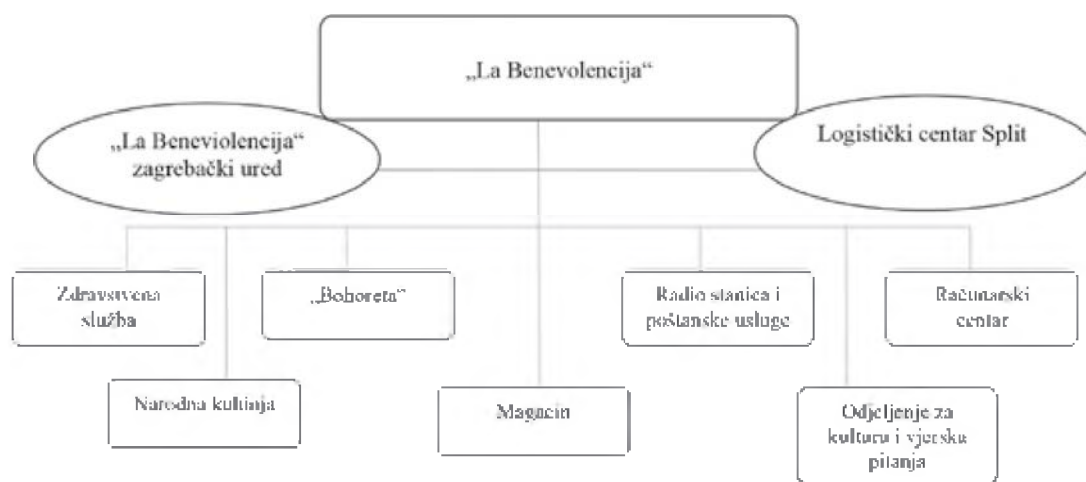 „La Benevolencija“
„La Beneviolencija“
zagrebački ured
Logistički centar Split
Zdravstvena
služba
„Bohoreta“
Radio stanica i
poštanske usluge
Računarski
centar
Narodna kuhinja
Magacin
Odjeljenje za
kulturu i vjerska
pitanja